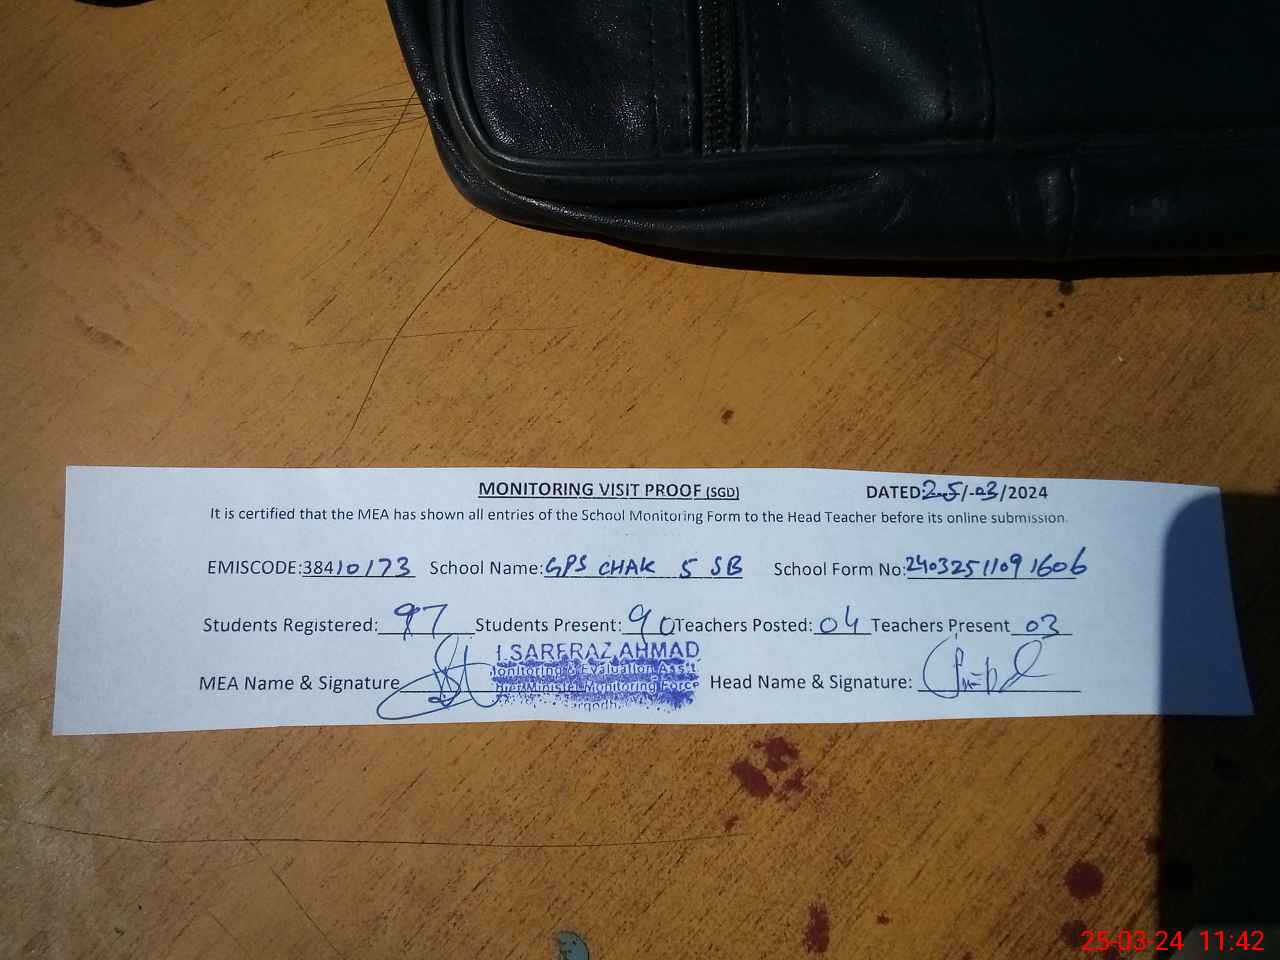 MONITORING VISIT PROOF (SGD) DATED:25/-03/2024
It is certified that the MEA has shown all entries of the School Monitoring Form to the Head Teacher before its online submission.
EMISCODE:38410173 School Name: GPS CHAK 5 SB School Form No: 2403251109 1606
Students Registered: 97 Students Present: 90 Teachers Posted: 04 Teachers Present 03
I.SARFRAZ AHMAD
Monitoring & Evaluation Assit
MEA Name & Signature Head Name & Signature:
Minister Monitoring Force
25-03-24 11:42